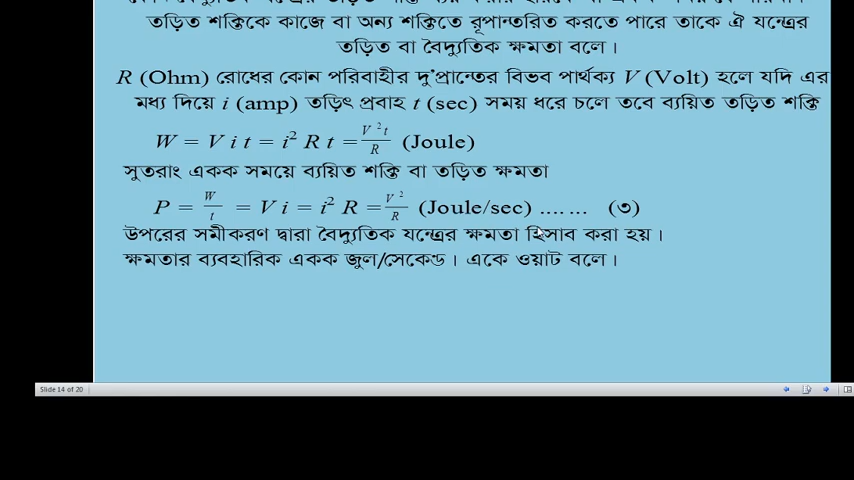 তড়িত শক্তিকে কাজে বা অন্য শক্তিতে রূপান্তরিত করতে পারে তাকে ঐ যন্ত্রের
তড়িত বা বৈদ্যুতিক ক্ষমতা বলে।
R (Ohm) রোধের কোন পরিবাহীর দু'প্রান্তের বিভব পার্থক্য V (Volt) হলে যদি এর
মধ্য দিয়ে i (amp) তড়িৎ প্রবাহ t (sec) সময় ধরে চলে তবে ব্যয়িত তড়িত শক্তি
W = V i t = i² R t = V² t / R (Joule)
সুতরাং একক সময়ে ব্যয়িত শক্তি বা তড়িত ক্ষমতা
P = W / t = V i = i² R = V² / R (Joule/sec) ....... (৩)
উপরের সমীকরণ দ্বারা বৈদ্যুতিক যন্ত্রের ক্ষমতা হিসাব করা হয়।
ক্ষমতার ব্যবহারিক একক জুল/সেকেন্ড। একে ওয়াট বলে।
Slide 14 of 20